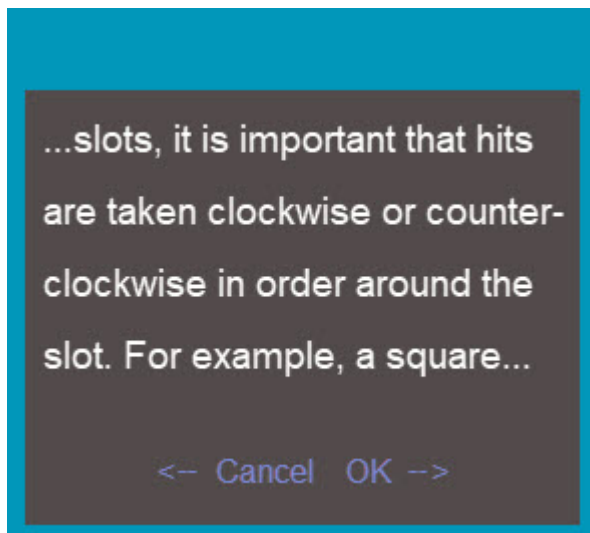 ...slots, it is important that hits
are taken clockwise or counter-
clockwise in order around the
slot. For example, a square...
<-- Cancel OK -->